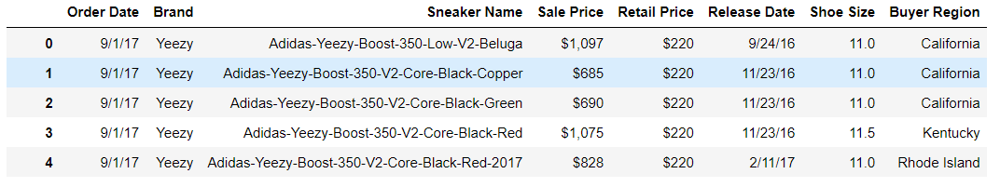 Order Date Brand Sneaker Name Sale Price Retail Price Release Date Shoe Size Buyer Region
0 9/1/17 Yeezy Adidas-Yeezy-Boost-350-Low-V2-Beluga $1,097 $220 9/24/16 11.0 California
1 9/1/17 Yeezy Adidas-Yeezy-Boost-350-V2-Core-Black-Copper $685 $220 11/23/16 11.0 California
2 9/1/17 Yeezy Adidas-Yeezy-Boost-350-V2-Core-Black-Green $690 $220 11/23/16 11.0 California
3 9/1/17 Yeezy Adidas-Yeezy-Boost-350-V2-Core-Black-Red $1,075 $220 11/23/16 11.5 Kentucky
4 9/1/17 Yeezy Adidas-Yeezy-Boost-350-V2-Core-Black-Red-2017 $828 $220 2/11/17 11.0 Rhode Island